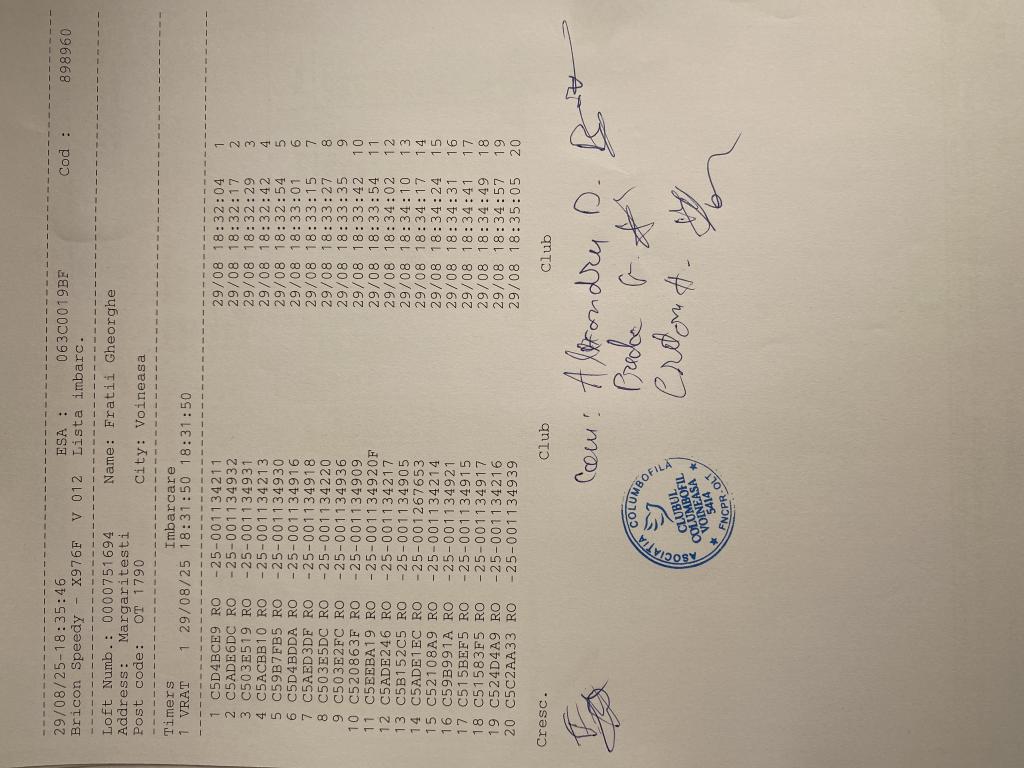 29/08/25-18:35:46 ESA : 063C0019BF Cod : 898960
Bricon Speedy - X976F V 012 Lista imbarc.
Loft Numb.: 0000751694 Name: Fratii Gheorghe
Address: Margaritesti
Post code: OT 1790 City: Voineasa
Timers Imbarcare
1 VRAT 1 29/08/25 18:31:50 18:31:50
1 C5D4BCE9 RO -25-001134211 29/08 18:32:04 1
2 C5ADE6DC RO -25-001134932 29/08 18:32:17 2
3 C503E519 RO -25-001134931 29/08 18:32:29 3
4 C5ACBB10 RO -25-001134213 29/08 18:32:42 4
5 C59B7FB5 RO -25-001134930 29/08 18:32:54 5
6 C5D4BDDA RO -25-001134916 29/08 18:33:01 6
7 C5AED3DF RO -25-001134918 29/08 18:33:15 7
8 C503E5DC RO -25-001134220 29/08 18:33:27 8
9 C503E2FC RO -25-001134936 29/08 18:33:35 9
10 C520863F RO -25-001134909 29/08 18:33:42 10
11 C5EEBA19 RO -25-001134920F 29/08 18:33:54 11
12 C5ADE246 RO -25-001134217 29/08 18:34:02 12
13 C5B152C5 RO -25-001134905 29/08 18:34:10 13
14 C5ADE1EC RO -25-001267653 29/08 18:34:17 14
15 C52108A9 RO -25-001134214 29/08 18:34:24 15
16 C59B991A RO -25-001134921 29/08 18:34:31 16
17 C515BEF5 RO -25-001134915 29/08 18:34:41 17
18 C51583F5 RO -25-001134917 29/08 18:34:49 18
19 C524D4A9 RO -25-001134216 29/08 18:34:57 19
20 C5C2AA33 RO -25-001134939 29/08 18:35:05 20
Cresc. Club Club
D.
ASOCIATIA COLUMBOFILA
CLUBUL
COLUMBOFIL
VOINEASA
5414
★ FNCPR-OLT ★